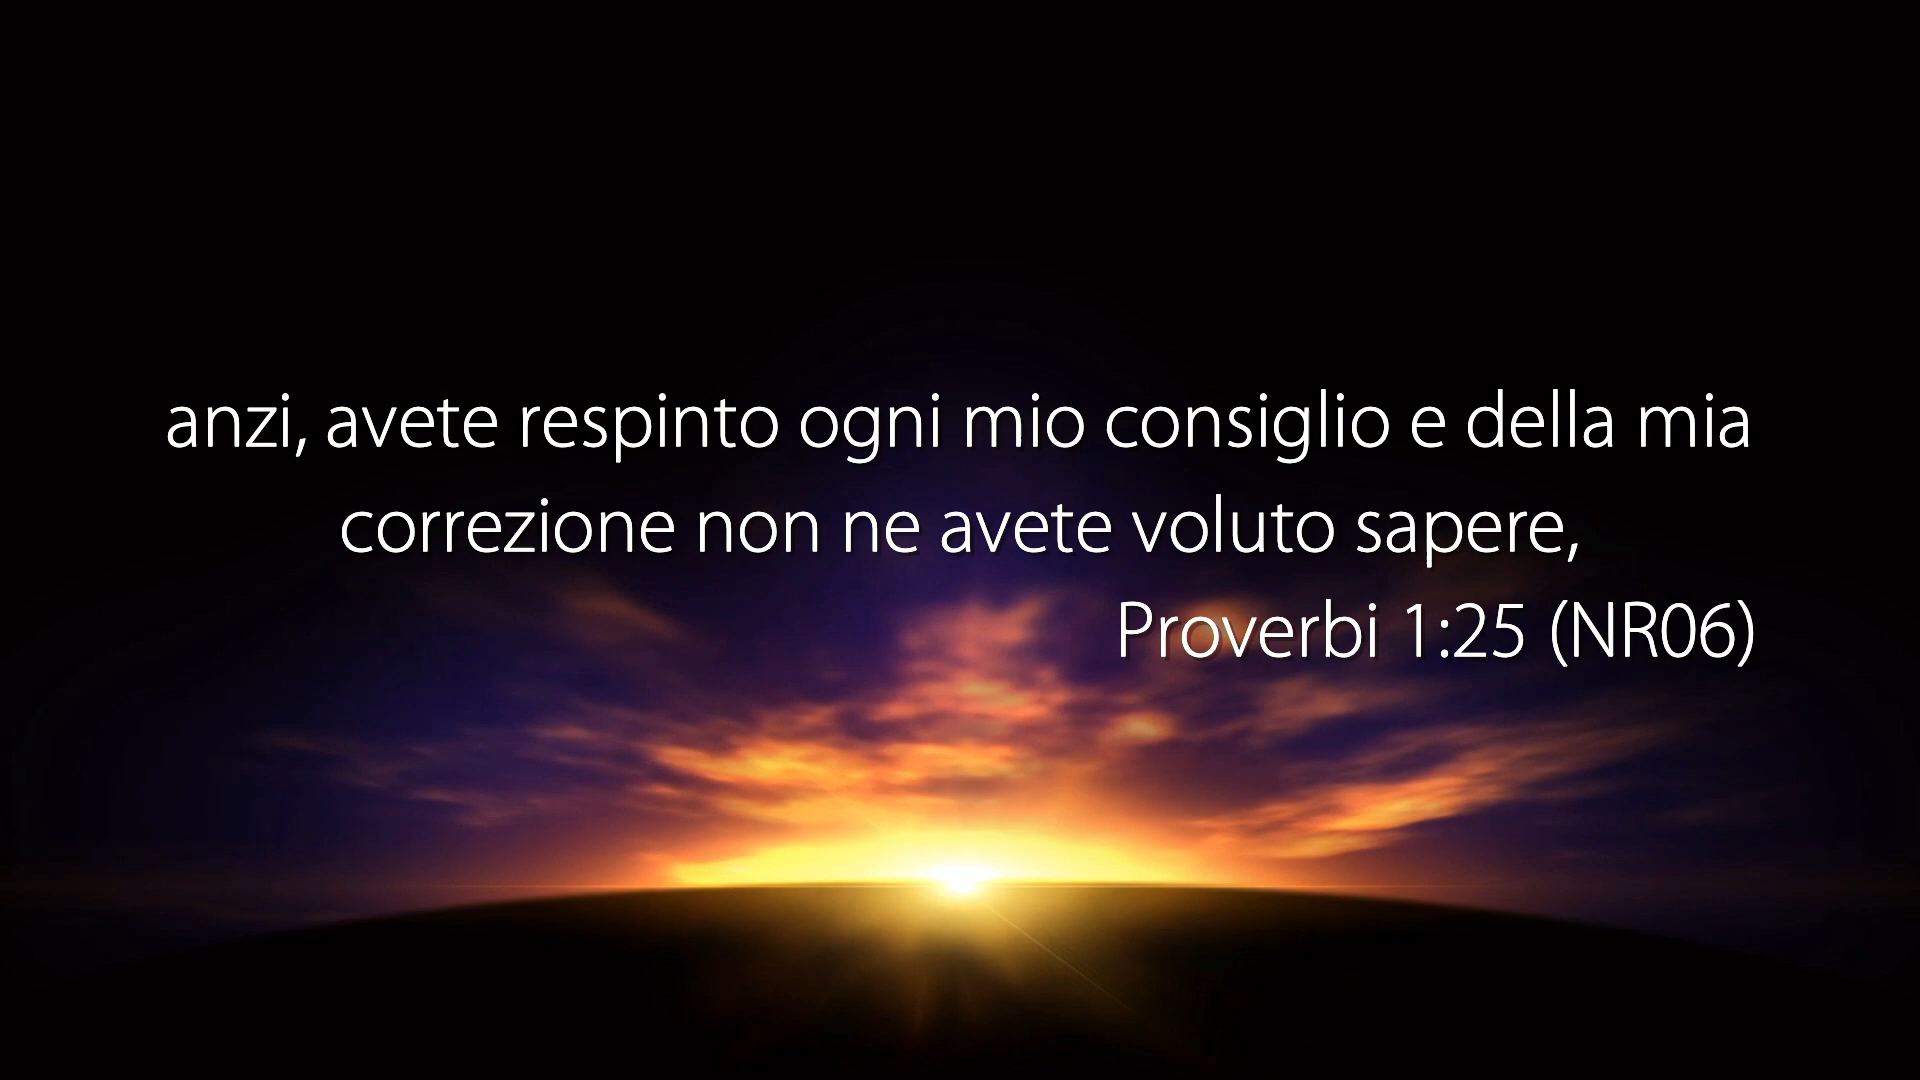 anzi, avete respinto ogni mio consiglio e della mia
correzione non ne avete voluto sapere,
Proverbi 1:25 (NR06)